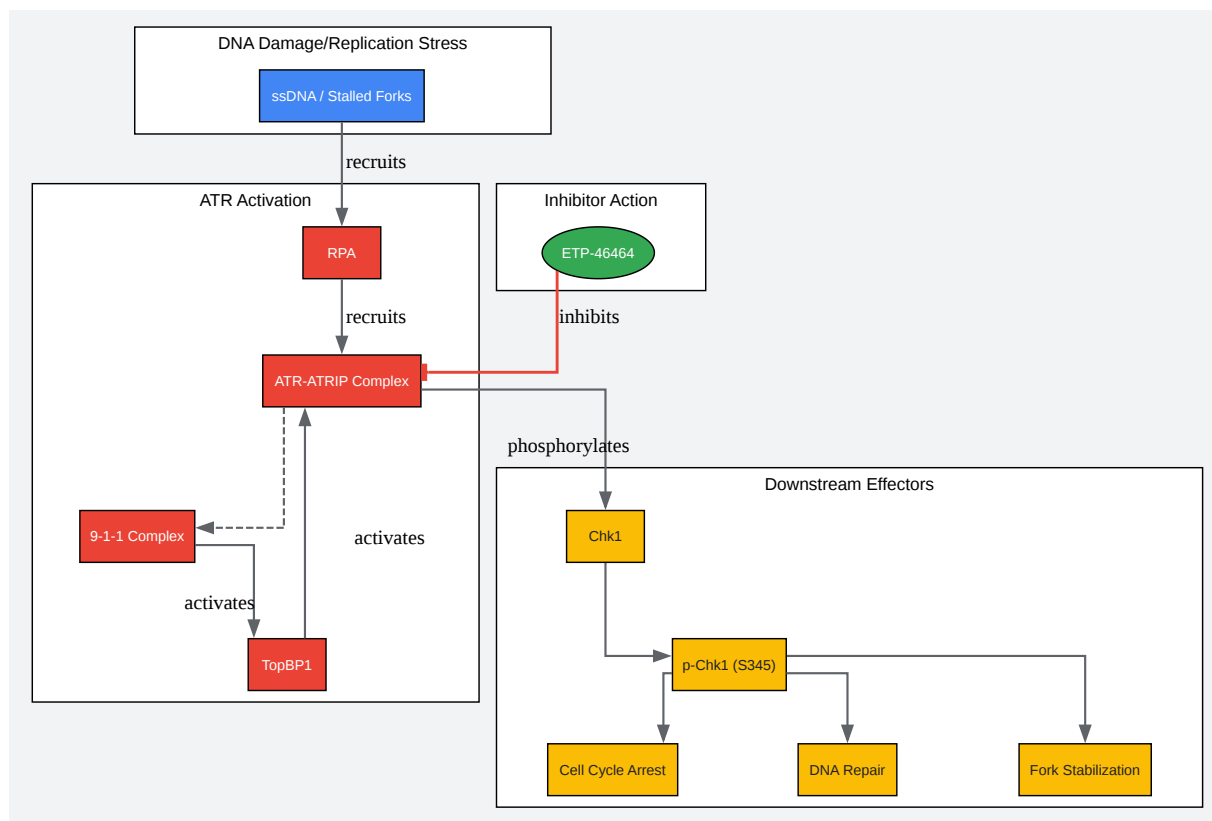 DNA Damage/Replication Stress
ssDNA / Stalled Forks
recruits
ATR Activation
RPA
recruits
ATR-ATRIP Complex
9-1-1 Complex
activates
activates
TopBP1
Inhibitor Action
ETP-46464
inhibits
phosphorylates
Downstream Effectors
Chk1
p-Chk1 (S345)
Cell Cycle Arrest
DNA Repair
Fork Stabilization